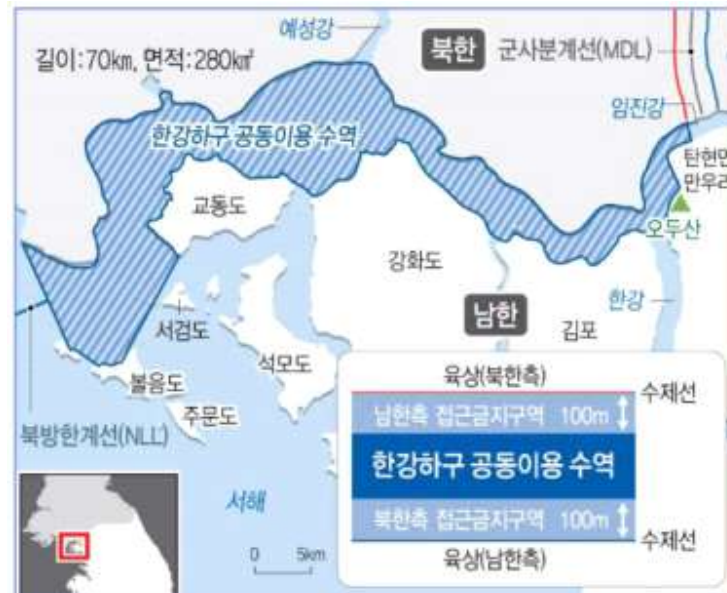 예성강
길이:70km, 면적:280㎢
북한
군사분계선(MDL)
임진강
한강하구 공동이용 수역
탄현면
만우리
오두산
교동도
강화도
한강
남한
김포
서검도
석모도
볼음도
주문도
북방한계선(NLL)
서해
0 5km
육상(북한측)
수제선
남한측 접근금지구역 100m
한강하구 공동이용 수역
북한측 접근금지구역 100m
수제선
육상(남한측)